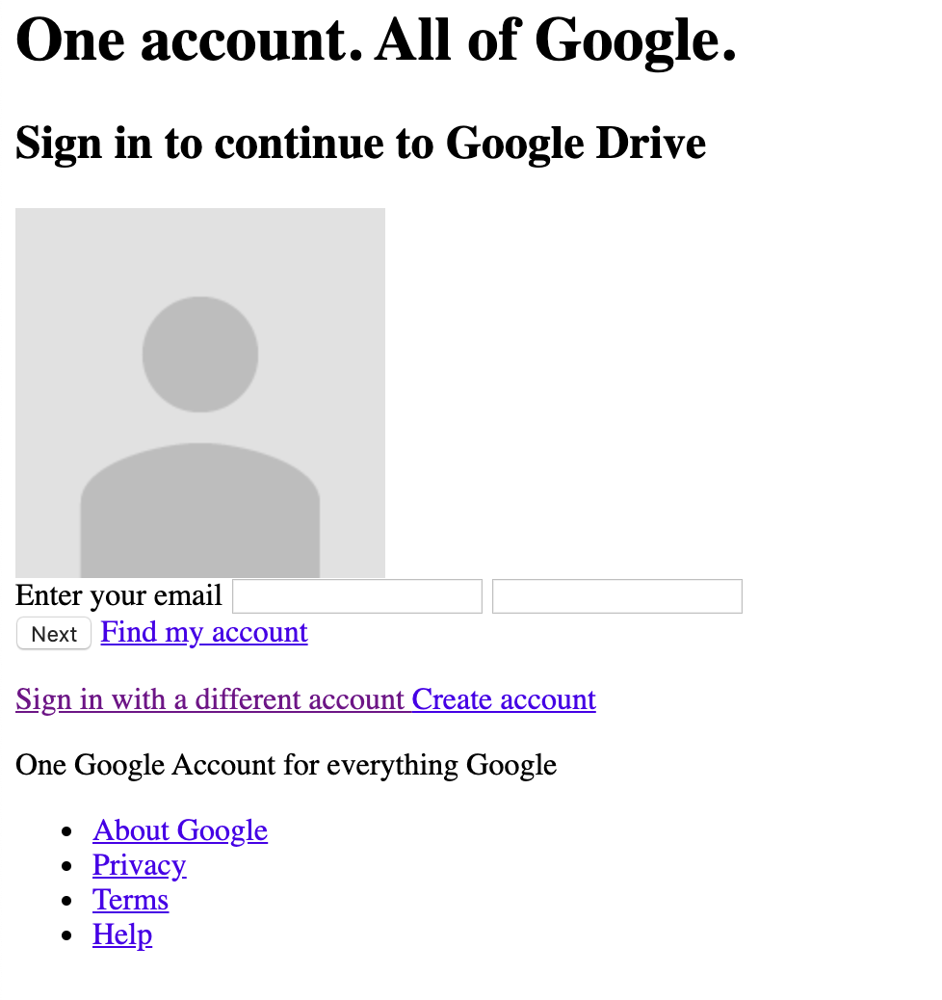 One account. All of Google.
Sign in to continue to Google Drive
Enter your email
Next Find my account
Sign in with a different account Create account
One Google Account for everything Google
About Google
Privacy
Terms
Help